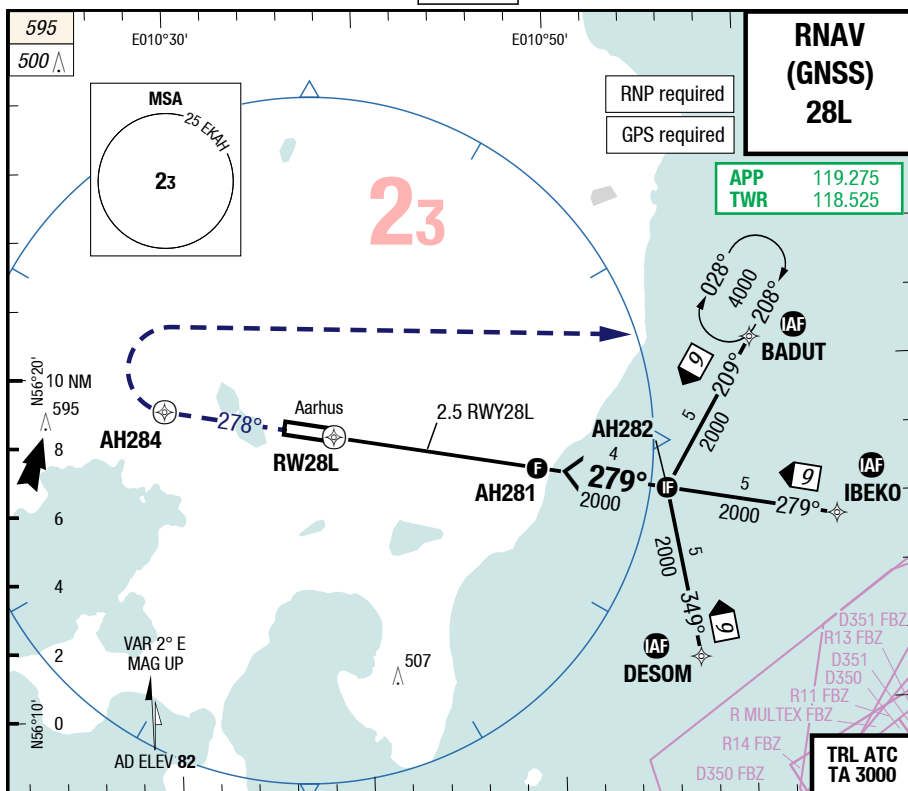 595
500
E010°30'
E010°50'
RNAV
(GNSS)
28L
MSA
25 EKAH
23
RNP required
GPS required
APP 119.275
TWR 118.525
23
028°
4000
208°
IAF
BADUT
9
209°
5
2000
N56°20'
10 NM
595
AH284
278°
Aarhus
RW28L
2.5 RWY28L
AH282
AH281
F
4
279°
2000
IF
5
2000
279°
9
IAF
IBEKO
8
6
4
2
0
5
2000
349°
9
IAF
DESOM
VAR 2° E
MAG UP
507
N56°10'
AD ELEV 82
D351 FBZ
R13 FBZ
D351
D350
R11 FBZ
R MULTEX FBZ
R14 FBZ
D350 FBZ
TRL ATC
TA 3000